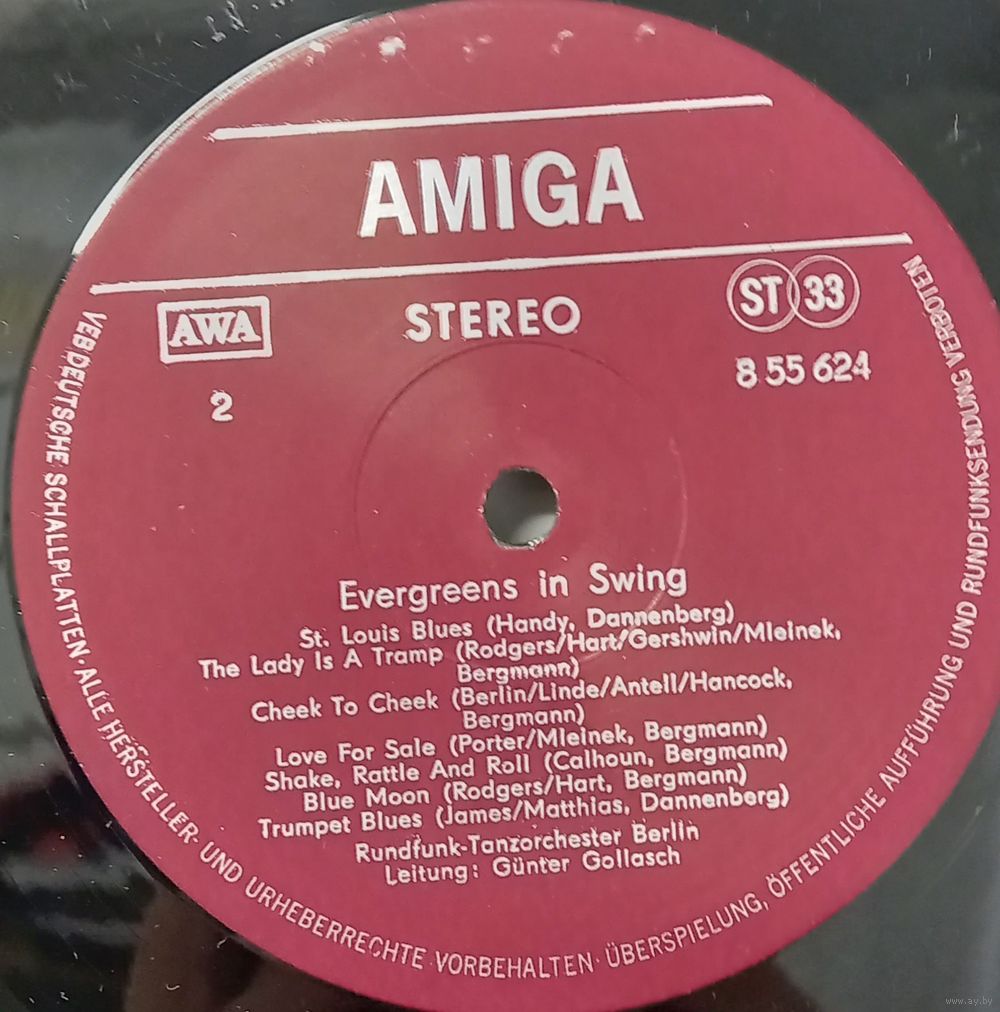 AMIGA
AWA
STEREO
ST 33
8 55 624
2
Evergreens in Swing
St. Louis Blues (Handy, Dannenberg)
The Lady Is A Tramp (Rodgers/Hart/Gershwin/Mleinek,
Bergmann)
Cheek To Cheek (Berlin/Linde/Antell/Hancock,
Bergmann)
Love For Sale (Porter/Mleinek, Bergmann)
Shake, Rattle And Roll (Calhoun, Bergmann)
Blue Moon (Rodgers/Hart, Bergmann)
Trumpet Blues (James/Matthias, Dannenberg)
Rundfunk-Tanzorchester Berlin
Leitung: Günter Gollasch
VEB DEUTSCHE SCHALLPLATTEN · ALLE HERSTELLER- UND URHEBERRECHTE VORBEHALTEN · ÜBERSPIELUNG, ÖFFENTLICHE AUFFÜHRUNG UND RUNDFUNKSENDUNG VERBOTEN
www.ay.by